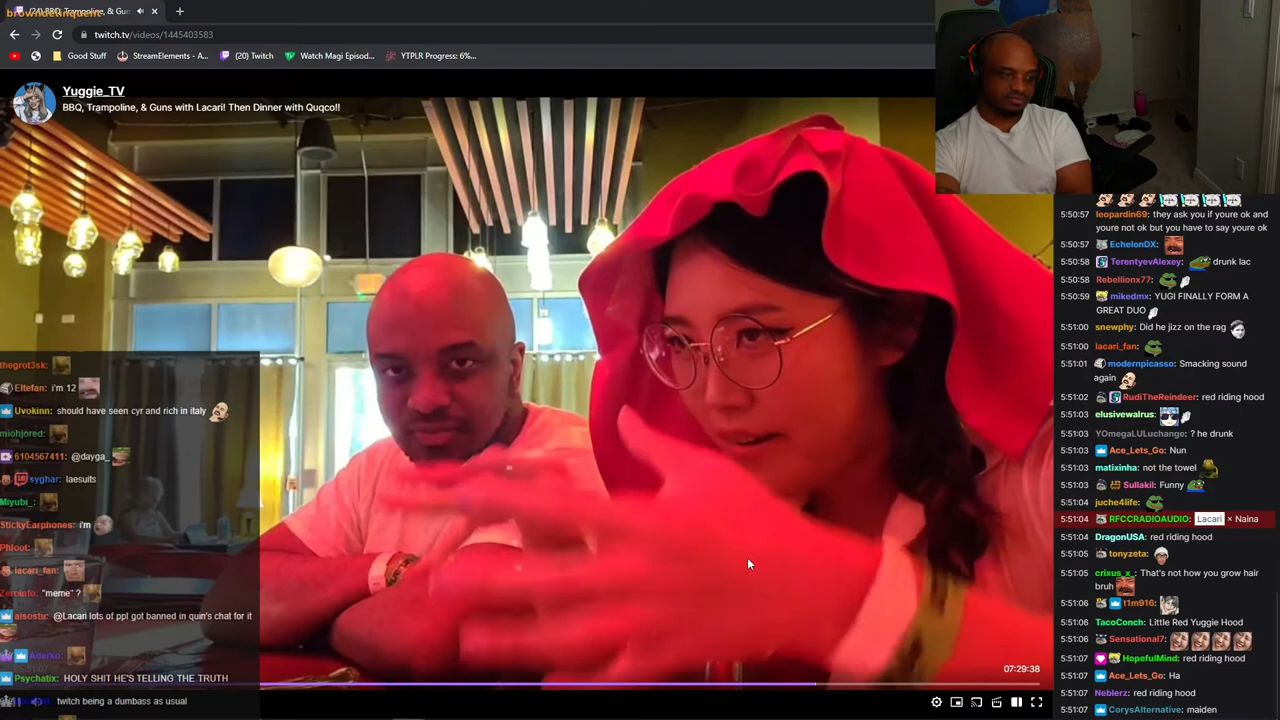 browndelinquent
(24) BBQ, Trampoline, & Guns
twitch.tv/videos/1445403583
Good Stuff
StreamElements - A...
(20) Twitch
Watch Magi Episod...
YTPLR Progress: 6%...
Yuggie_TV
BBQ, Trampoline, & Guns with Lacari! Then Dinner with Quqco!!
thegrot3sk:
Eltefan: i'm 12
Uvokinn: should have seen cyr and rich in italy
miohjored:
6104567411: @dayga_
syghar: laesuits
Miyubi_:
StickyEarphones: i'm
Phloot:
lacari_fan:
Zeroinfo: "meme" ?
alsostu: @Lacari lots of ppl got banned in quin's chat for it
Adarko:
Psychatix: HOLY SHIT HE'S TELLING THE TRUTH
twitch being a dumbass as usual
07:29:38
5:50:57 leopardin69: they ask you if youre ok and
youre not ok but you have to say youre ok
5:50:57 EchelonDX:
5:50:58 TerentyevAlexey: drunk lac
5:50:58 Rebellionx77:
5:50:59 mikedmx: YUGI FINALLY FORM A
GREAT DUO
5:51:00 snewphy: Did he jizz on the rag
5:51:00 lacari_fan:
5:51:01 modernpicasso: Smacking sound
again
5:51:02 RudiTheReindeer: red riding hood
5:51:03 elusivewalrus:
5:51:03 YOmegaLULuchange: ? he drunk
5:51:03 Ace_Lets_Go: Nun
5:51:03 matixinha: not the towel
5:51:03 Sullakil: Funny
5:51:04 juche4life:
5:51:04 RFCCRADIOAUDIO: Lacari × Naina
5:51:04 DragonUSA: red riding hood
5:51:05 tonyzeta:
5:51:05 crixus_x_: That's not how you grow hair
bruh
5:51:06 t1m916:
5:51:06 TacoConch: Little Red Yuggie Hood
5:51:06 Sensational7:
5:51:07 HopefulMind: red riding hood
5:51:07 Ace_Lets_Go: Ha
5:51:07 Neblerz: red riding hood
5:51:07 CorysAlternative: maiden